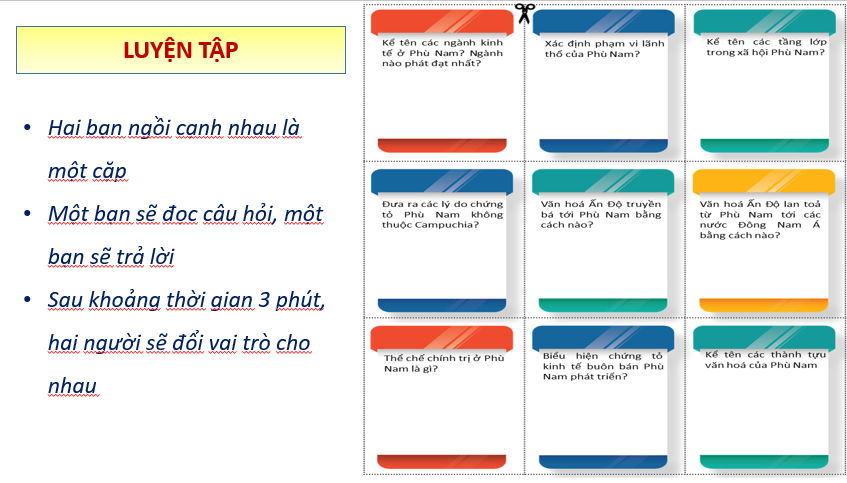 LUYỆN TẬP
• Hai bạn ngồi cạnh nhau là
một cặp
• Một bạn sẽ đọc câu hỏi, một
bạn sẽ trả lời
• Sau khoảng thời gian 3 phút,
hai người sẽ đổi vai trò cho
nhau
Kể tên các ngành kinh
tế ở Phù Nam? Ngành
nào phát đạt nhất?
Xác định phạm vi lãnh
thổ của Phù Nam?
Kể tên các tầng lớp
trong xã hội Phù Nam?
Đưa ra các lý do chứng
tỏ Phù Nam không
thuộc Campuchia?
Văn hoá Ấn Độ truyền
bá tới Phù Nam bằng
cách nào?
Văn hoá Ấn Độ lan toả
từ Phù Nam tới các
nước Đông Nam Á
bằng cách nào?
Thể chế chính trị ở Phù
Nam là gì?
Biểu hiện chứng tỏ
kinh tế buôn bán Phù
Nam phát triển?
Kể tên các thành tựu
văn hoá của Phù Nam